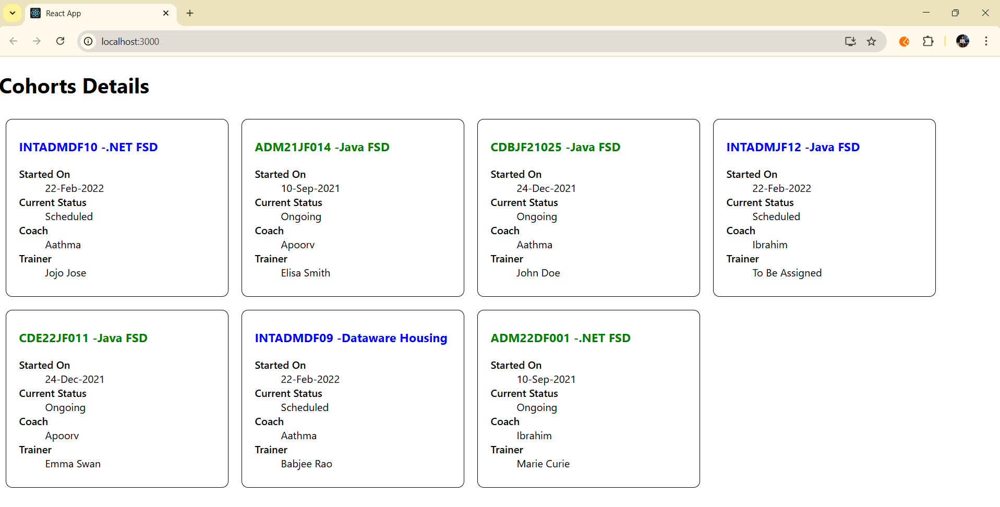 React App
localhost:3000
Cohorts Details
INTADMDF10 -.NET FSD
Started On
22-Feb-2022
Current Status
Scheduled
Coach
Aathma
Trainer
Jojo Jose
ADM21JF014 -Java FSD
Started On
10-Sep-2021
Current Status
Ongoing
Coach
Apoorv
Trainer
Elisa Smith
CDBJF21025 -Java FSD
Started On
24-Dec-2021
Current Status
Ongoing
Coach
Aathma
Trainer
John Doe
INTADMJF12 -Java FSD
Started On
22-Feb-2022
Current Status
Scheduled
Coach
Ibrahim
Trainer
To Be Assigned
CDE22JF011 -Java FSD
Started On
24-Dec-2021
Current Status
Ongoing
Coach
Apoorv
Trainer
Emma Swan
INTADMDF09 -Dataware Housing
Started On
22-Feb-2022
Current Status
Scheduled
Coach
Aathma
Trainer
Babjee Rao
ADM22DF001 -.NET FSD
Started On
10-Sep-2021
Current Status
Ongoing
Coach
Ibrahim
Trainer
Marie Curie